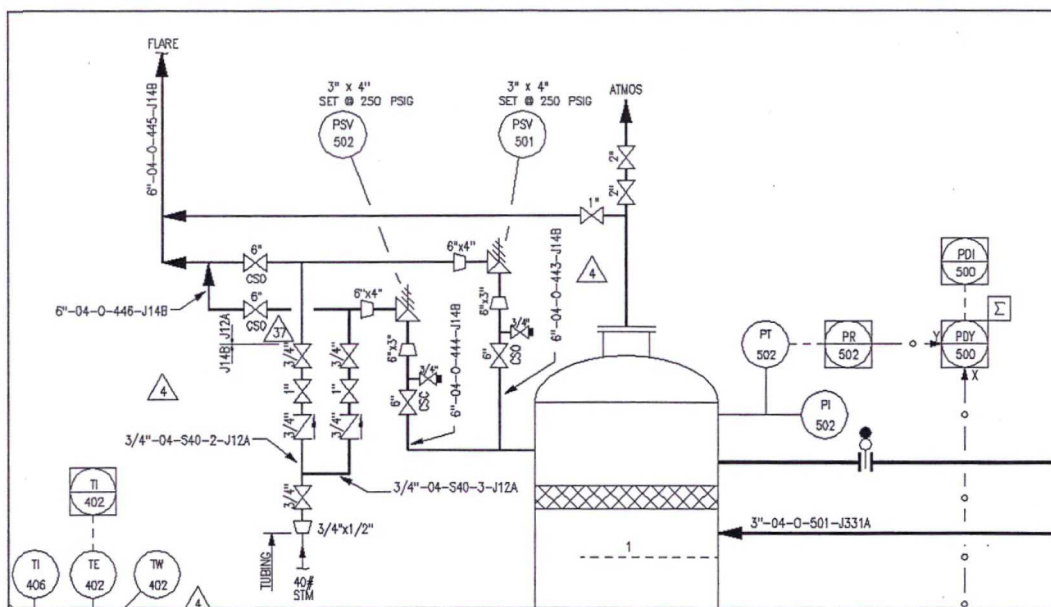 FLARE
6"-04-O-445-J14B
3" X 4"
SET @ 250 PSIG
PSV
502
3" X 4"
SET @ 250 PSIG
PSV
501
ATMOS
2"
2"
1"
6"
CSO
6"x4"
6"-04-O-446-J14B
6"
CSO
6"x4"
6"x3"
3/4"
6"
CSO
6"-04-O-443-J14B
4
37
J14B
J12A
3/4"
3/4"
1"
1"
3/4"
3/4"
6"x3"
3/4"
6"
CSC
6"-04-O-444-J14B
4
3/4"-04-S40-2-J12A
3/4"-04-S40-3-J12A
3/4"
3/4"x1/2"
TUBING
40#
STM
TI
402
TI
406
TE
402
TW
402
4
PDI
500
Σ
PT
502
PR
502
Y
PDY
500
X
PI
502
3"-04-O-501-J331A
1